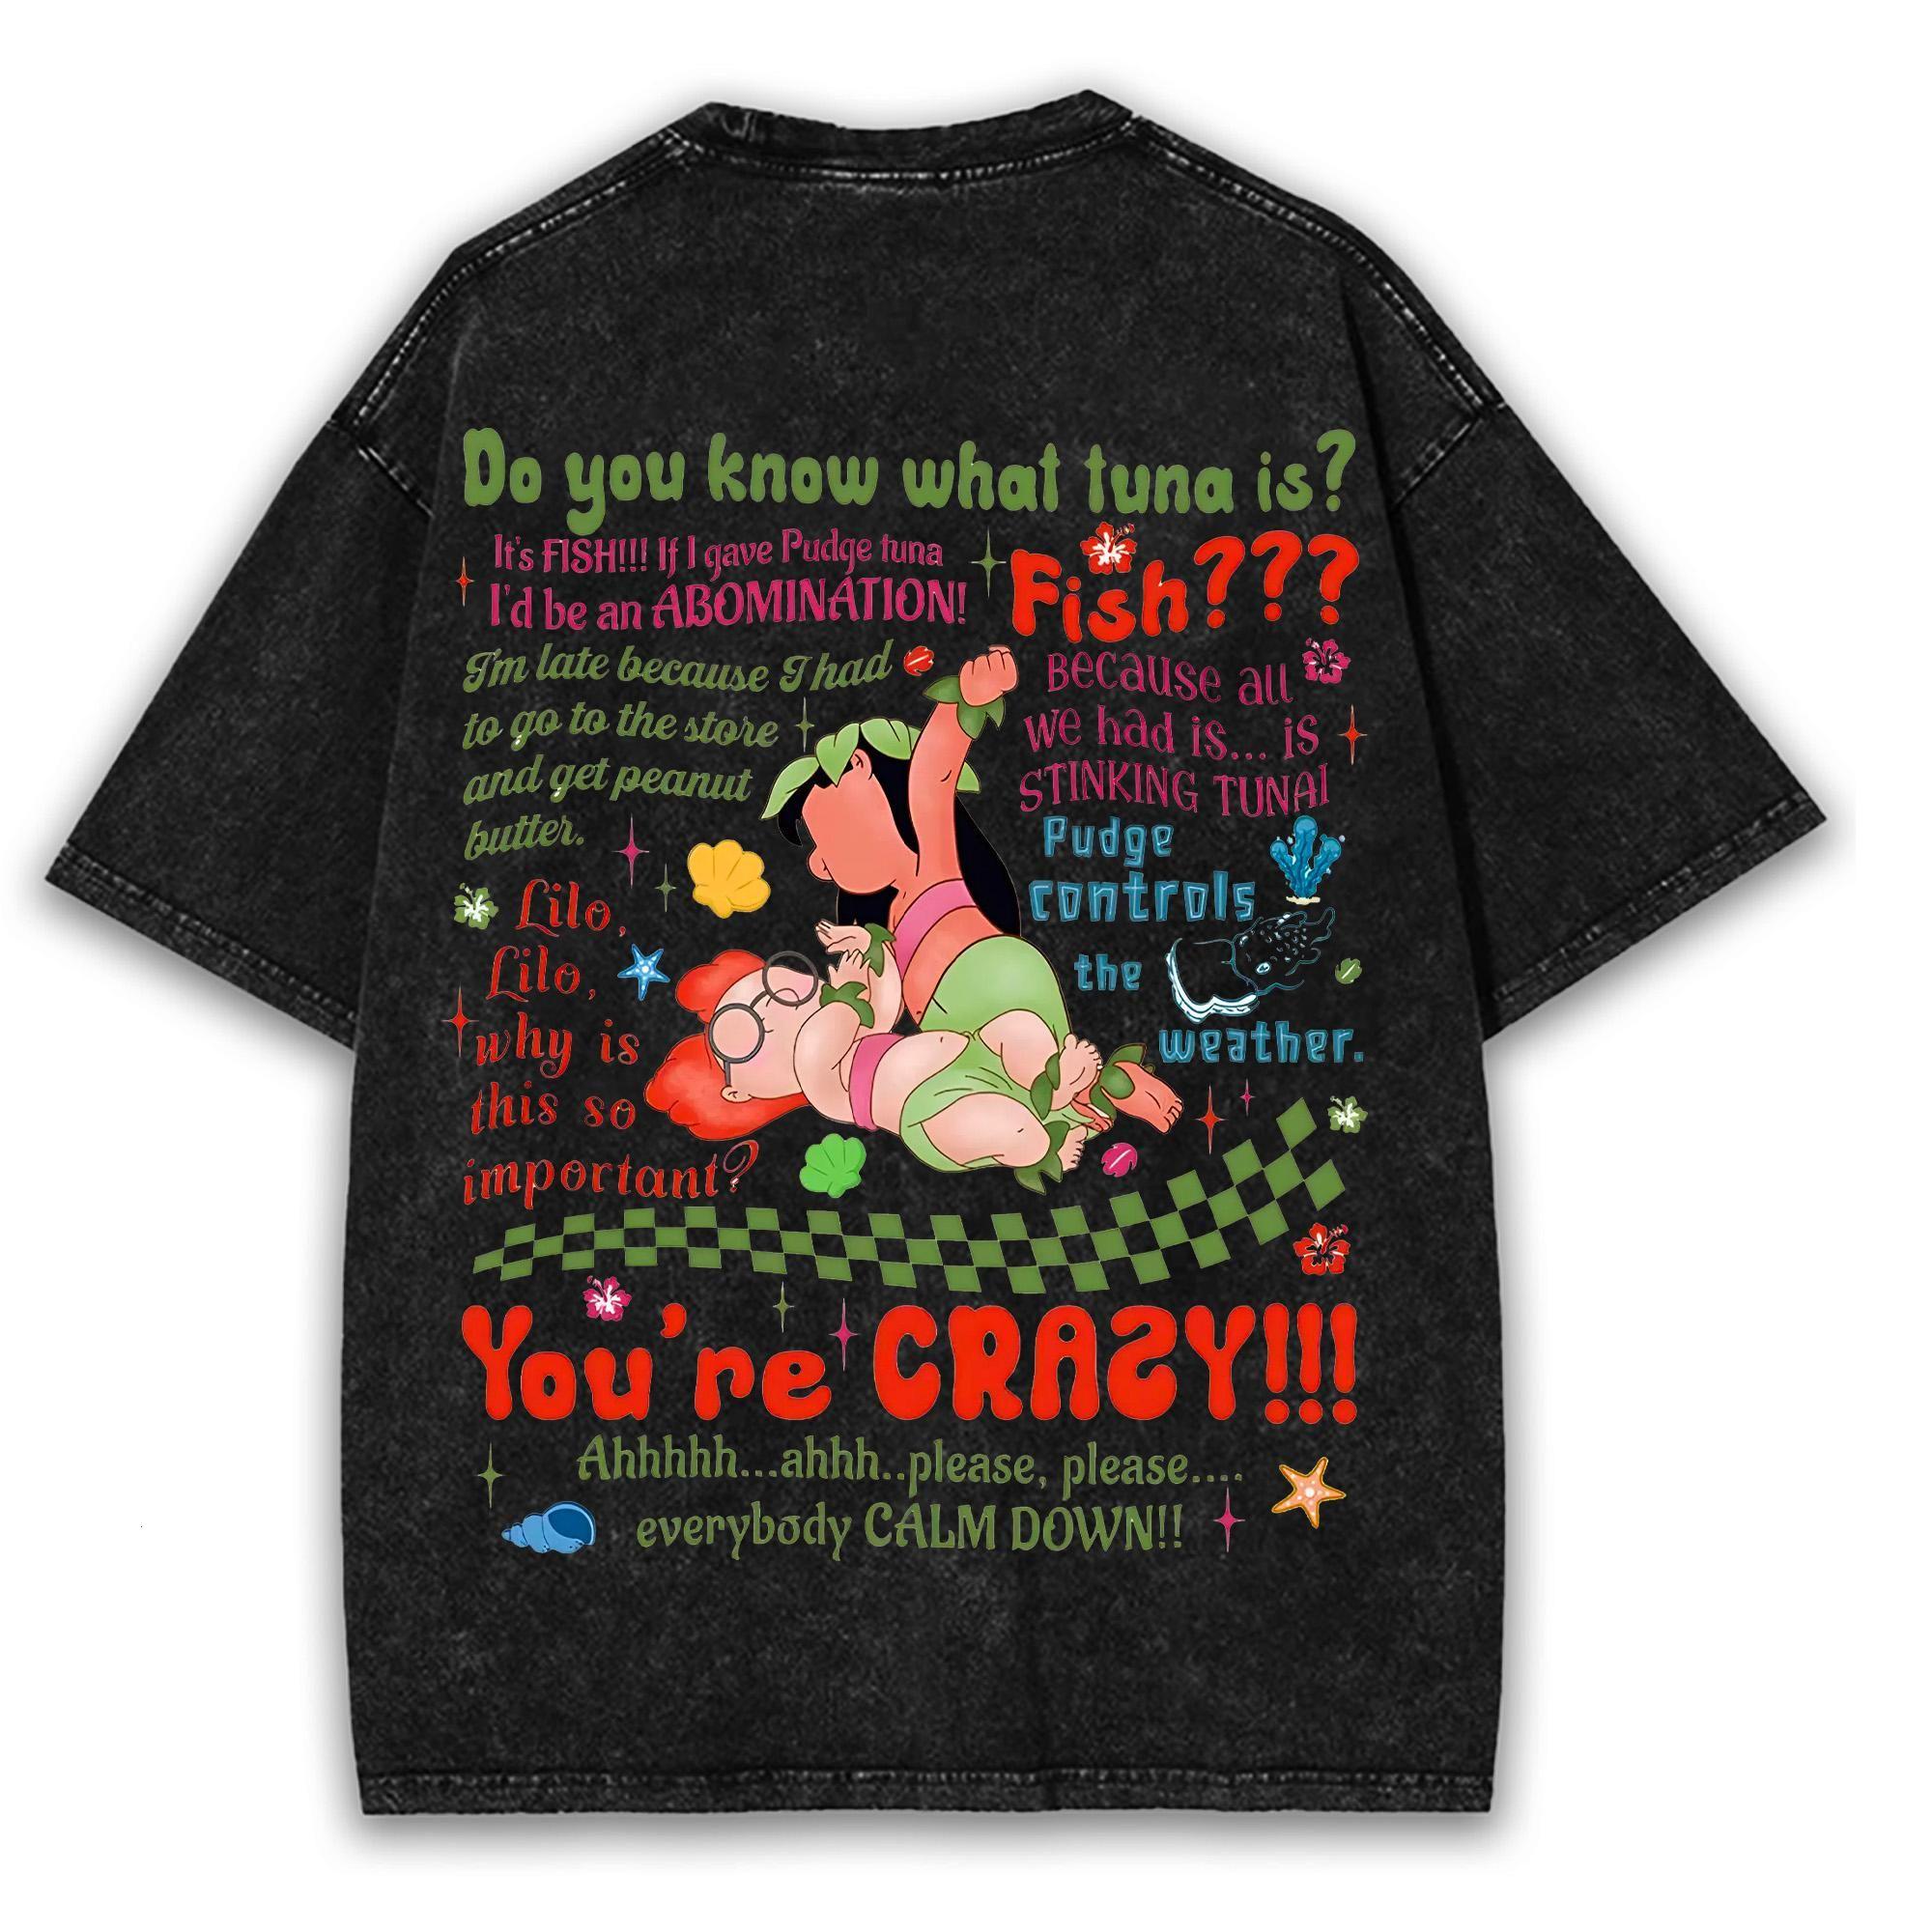 Do you know what tuna is?
It's FISH!!! If I gave Pudge tuna
I'd be an ABOMINATION!
Fish???
I'm late because I had
to go to the store
and get peanut
butter.
Because all
we had is... is
STINKING TUNA!
Pudge
controls
the
weather.
Lilo,
Lilo,
why is
this so
important?
You're CRAZY!!!
Ahhhhh...ahhh..please, please....
everybody CALM DOWN!!